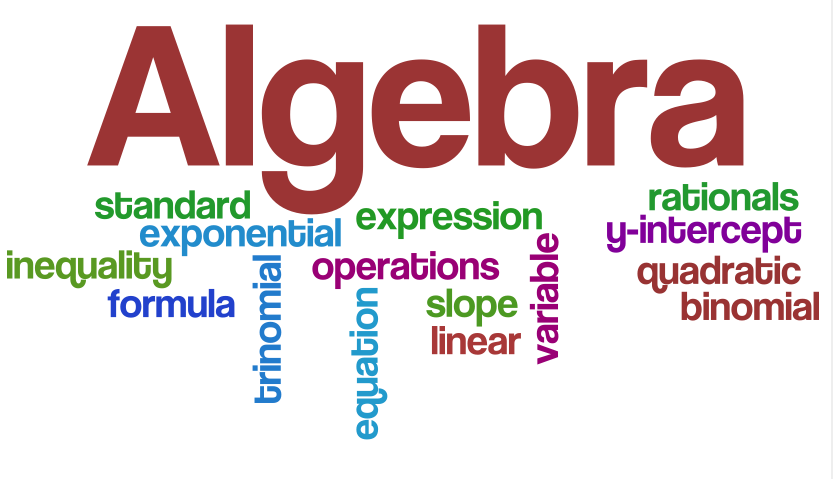 Algebra
standard
rationals
exponential
expression
y-intercept
inequality
operations
variable
quadratic
formula
trinomial
equation
slope
binomial
linear